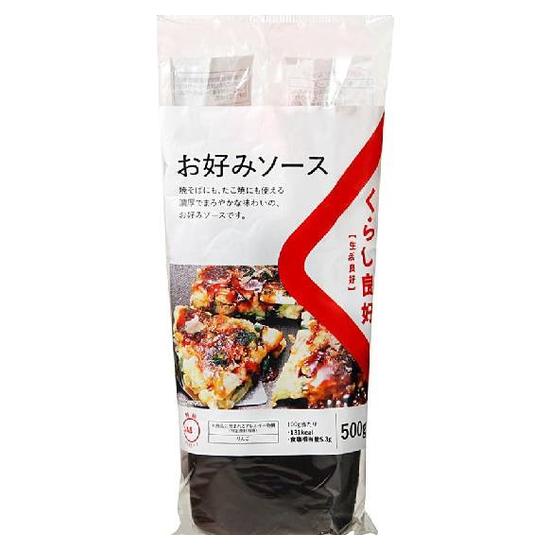 お好みソース
焼そばにも、たこ焼にも使える
濃厚でまろやかな味わいの、
お好みソースです。
くらし良好
【生活良好】
りんご
100g当たり
・131kcal
・食塩相当量5.3g
500g